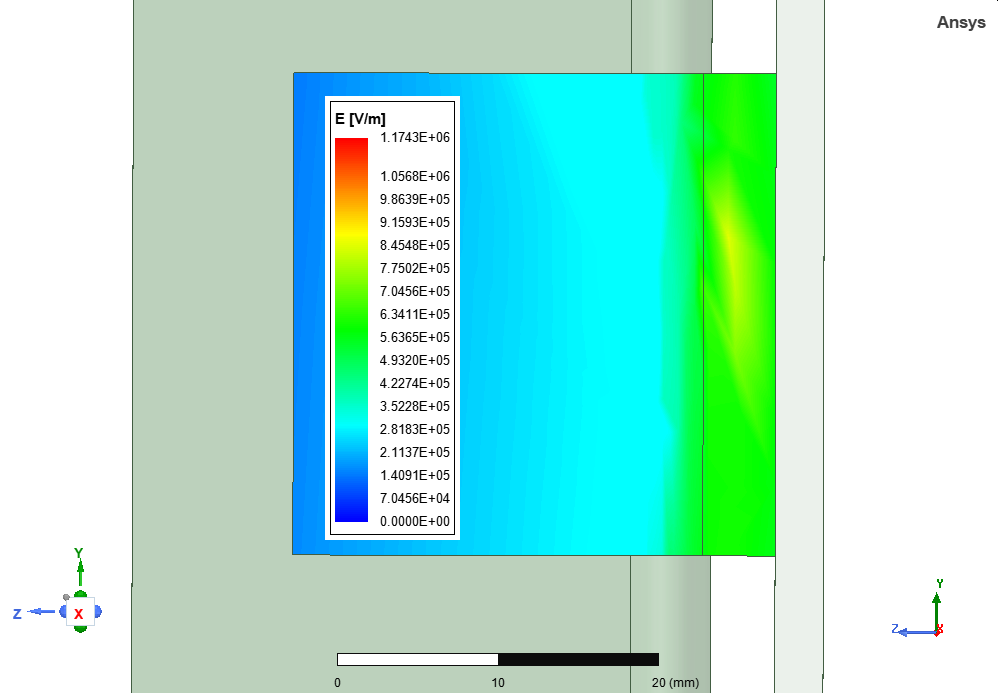 Ansys
E [V/m]
1.1743E+06
1.0568E+06
9.8639E+05
9.1593E+05
8.4548E+05
7.7502E+05
7.0456E+05
6.3411E+05
5.6365E+05
4.9320E+05
4.2274E+05
3.5228E+05
2.8183E+05
2.1137E+05
1.4091E+05
7.0456E+04
0.0000E+00
Y
Z
X
Y
Z
X
0 10 20 (mm)